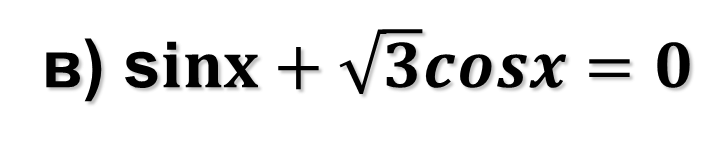 в) sinx + √3cosx = 0